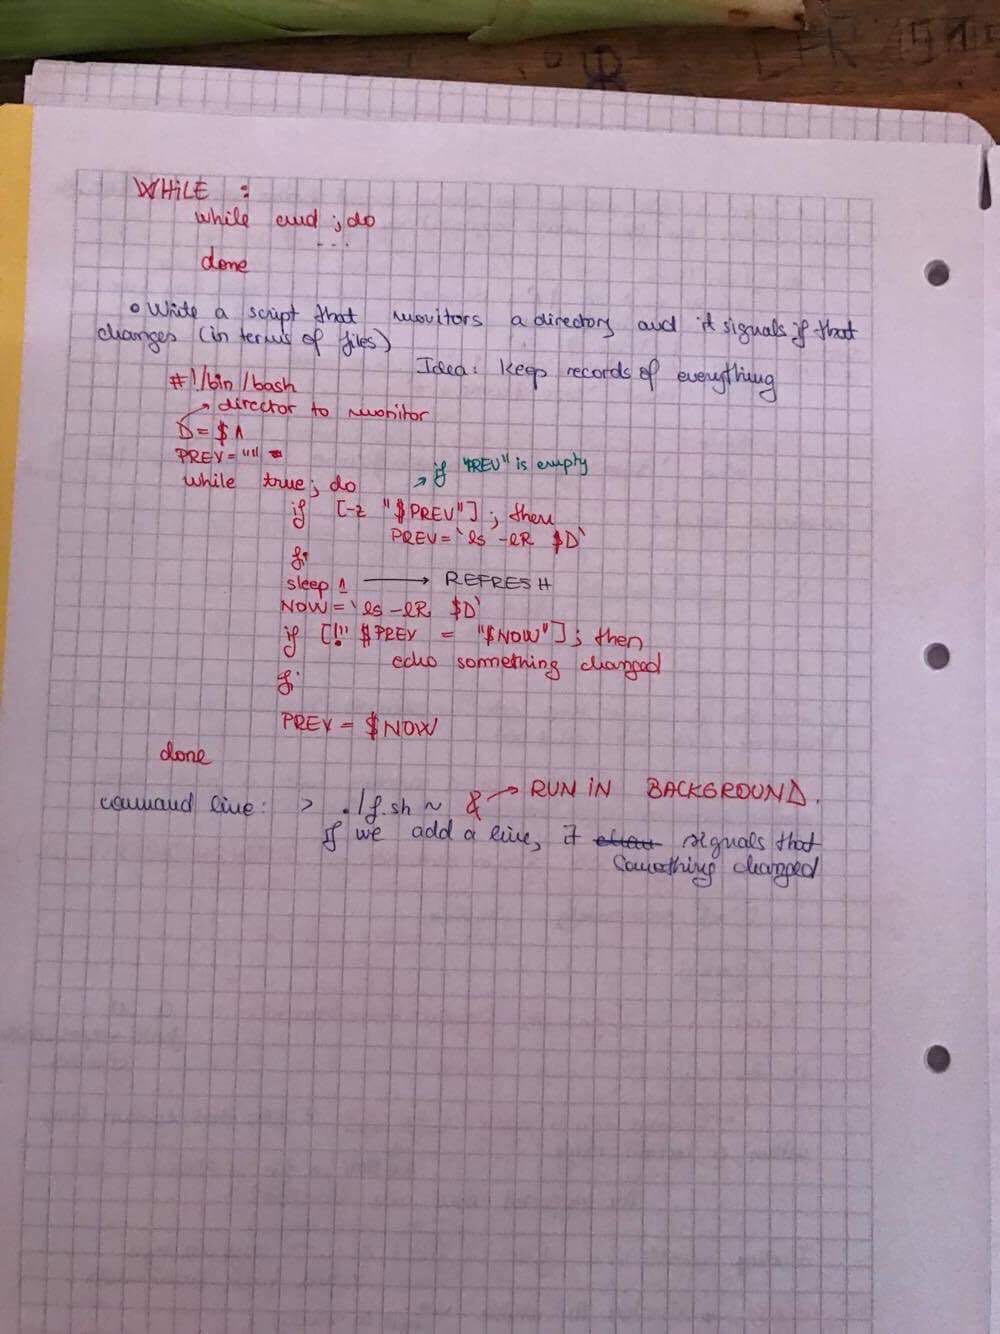 WHILE :
while cmd ; do
...
done
• Write a script that monitors a directory and it signals if that
changes (in terms of files)
Idea: keep records of everything
#!/bin/bash
→ director to monitor
D = $1
PREV = ""
→ if "PREV" is empty
while true; do
if [-z "$PREV"]; then
PREV = `ls -lR $D`
fi
sleep 1 → REFRESH
NOW = `ls -lR $D`
if [!" $PREV = "$NOW"]; then
echo something changed
fi
PREV = $NOW
done
command line: > ./f.sh ~ & → RUN IN BACKGROUND.
if we add a line, it signals that
something changed